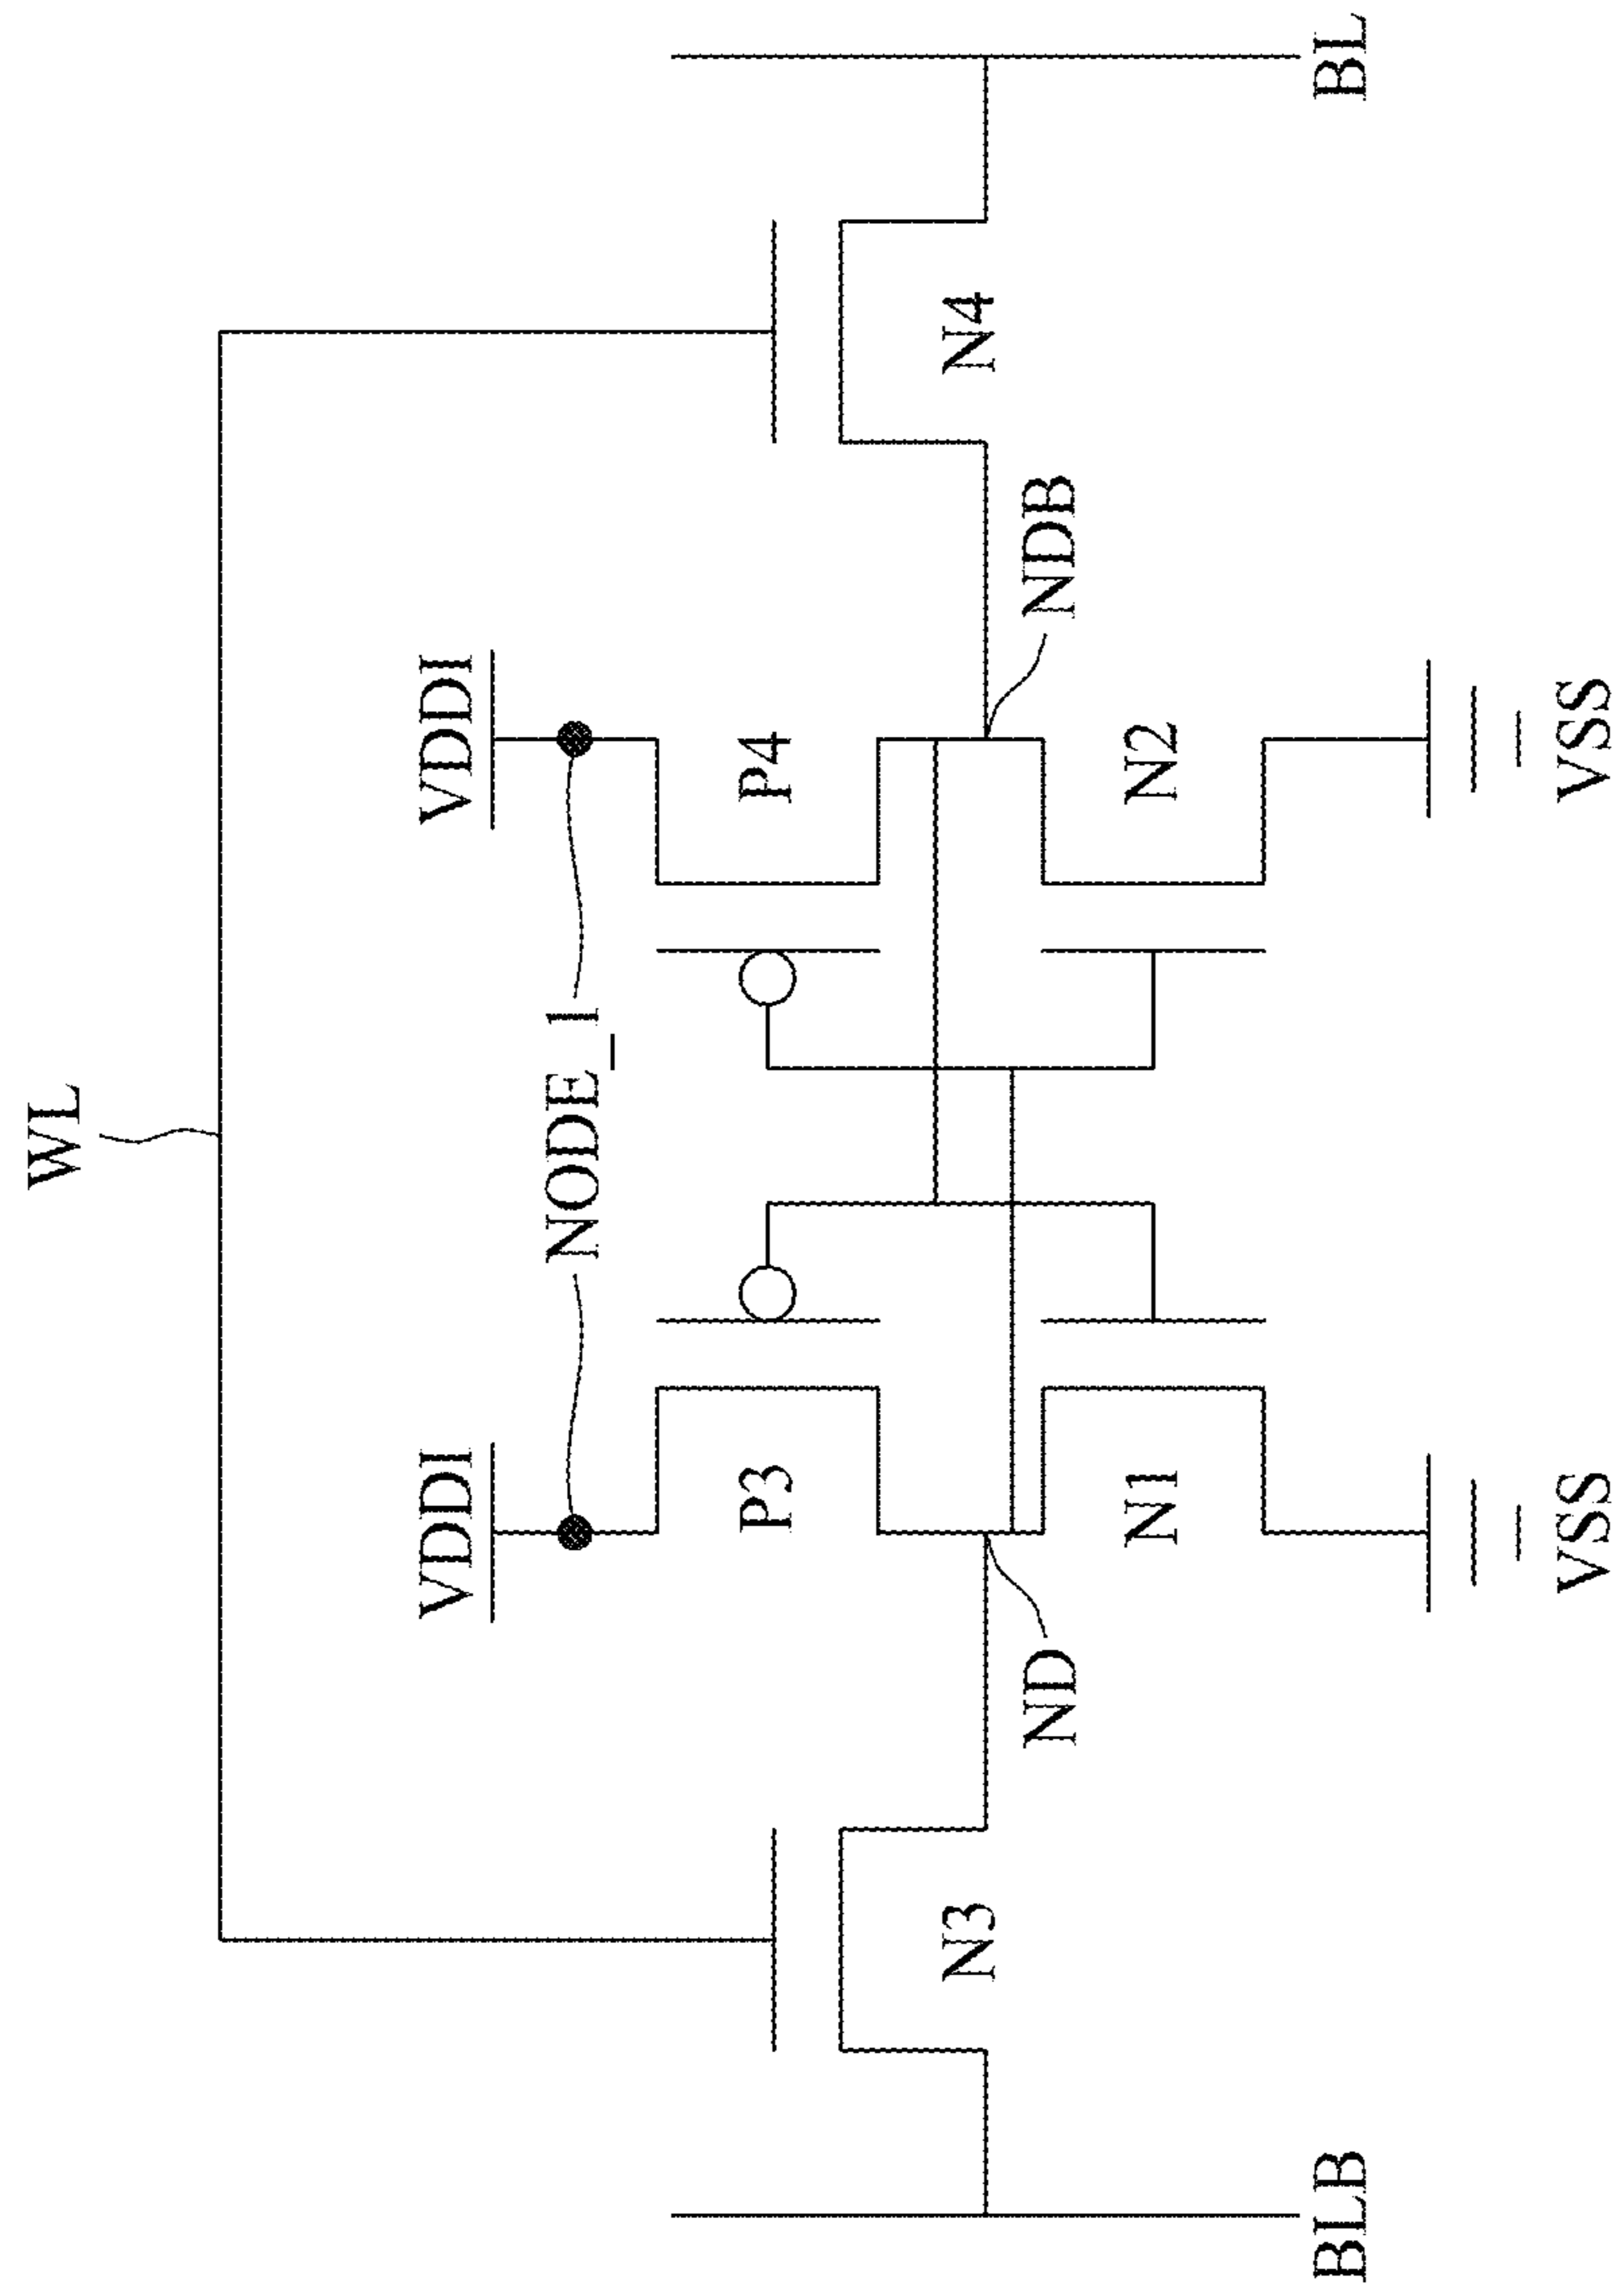 WL
VDDI
VDDI
NODE_1
P3
P4
N3
N4
ND
NDB
N1
N2
BLB
BL
VSS
VSS